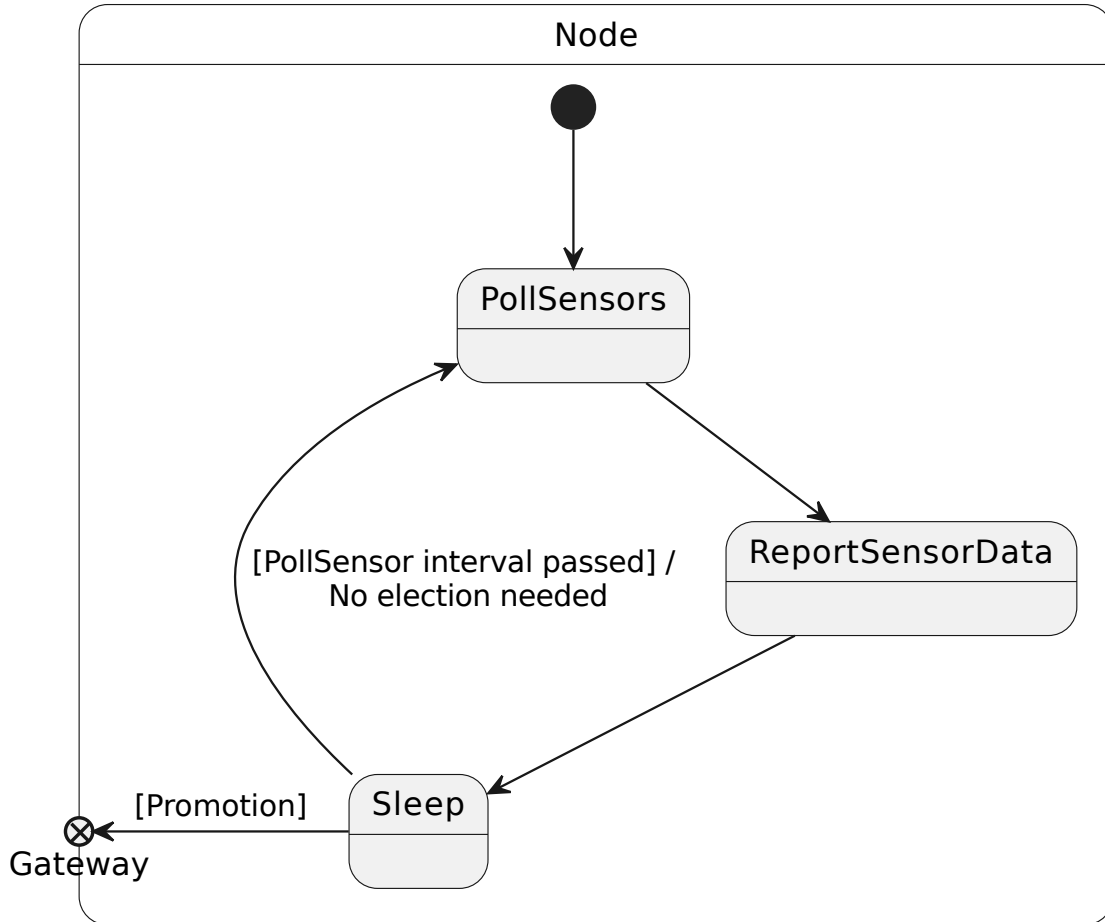 Node
PollSensors
[PollSensor interval passed] /
No election needed
ReportSensorData
[Promotion]
Sleep
Gateway